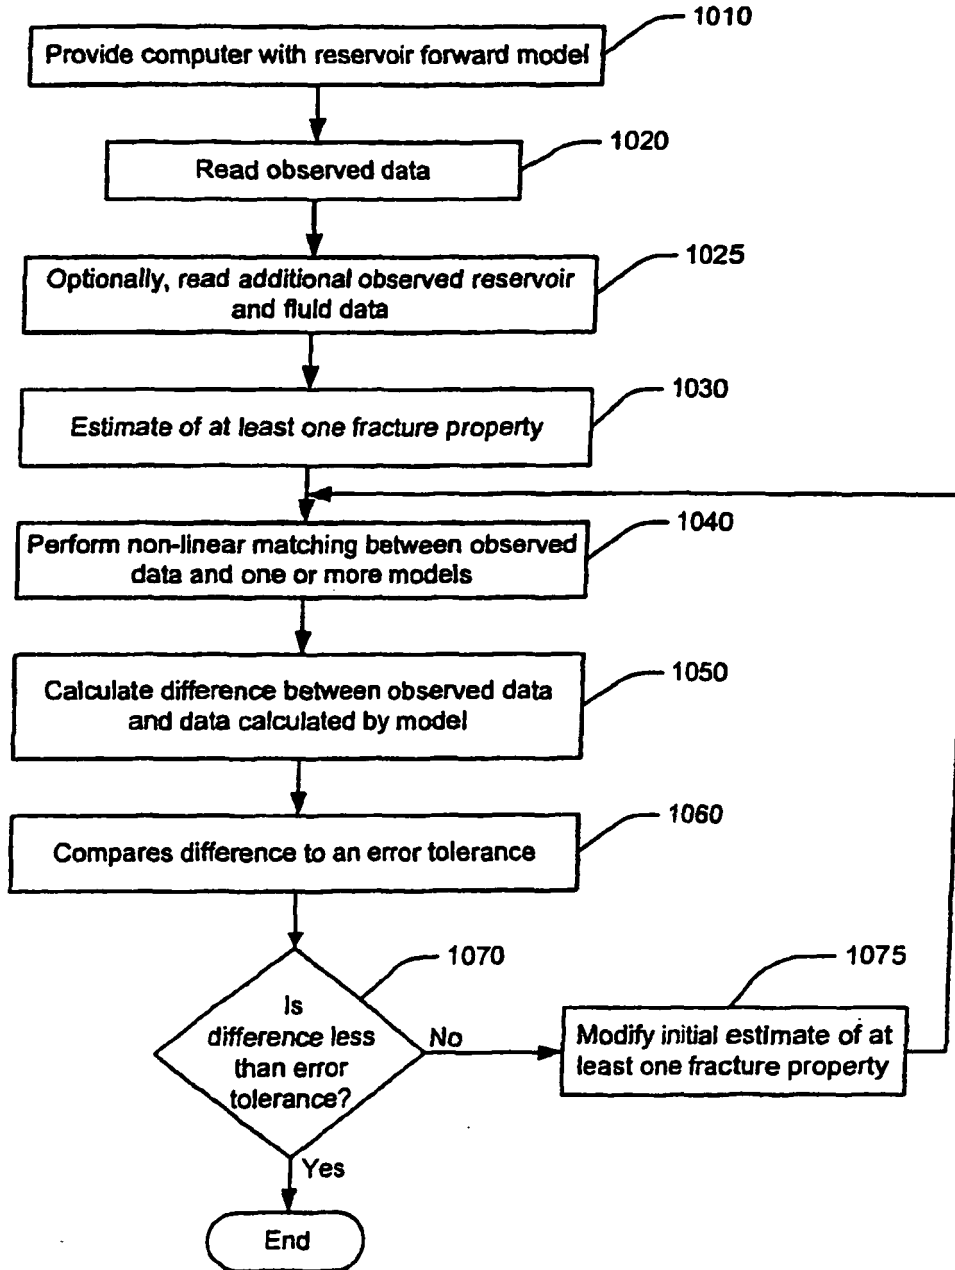 1010
Provide computer with reservoir forward model
1020
Read observed data
1025
Optionally, read additional observed reservoir
and fluid data
1030
Estimate of at least one fracture property
1040
Perform non-linear matching between observed
data and one or more models
1050
Calculate difference between observed data
and data calculated by model
1060
Compares difference to an error tolerance
1070
Is
difference less
than error
tolerance?
No
1075
Modify initial estimate of at
least one fracture property
Yes
End